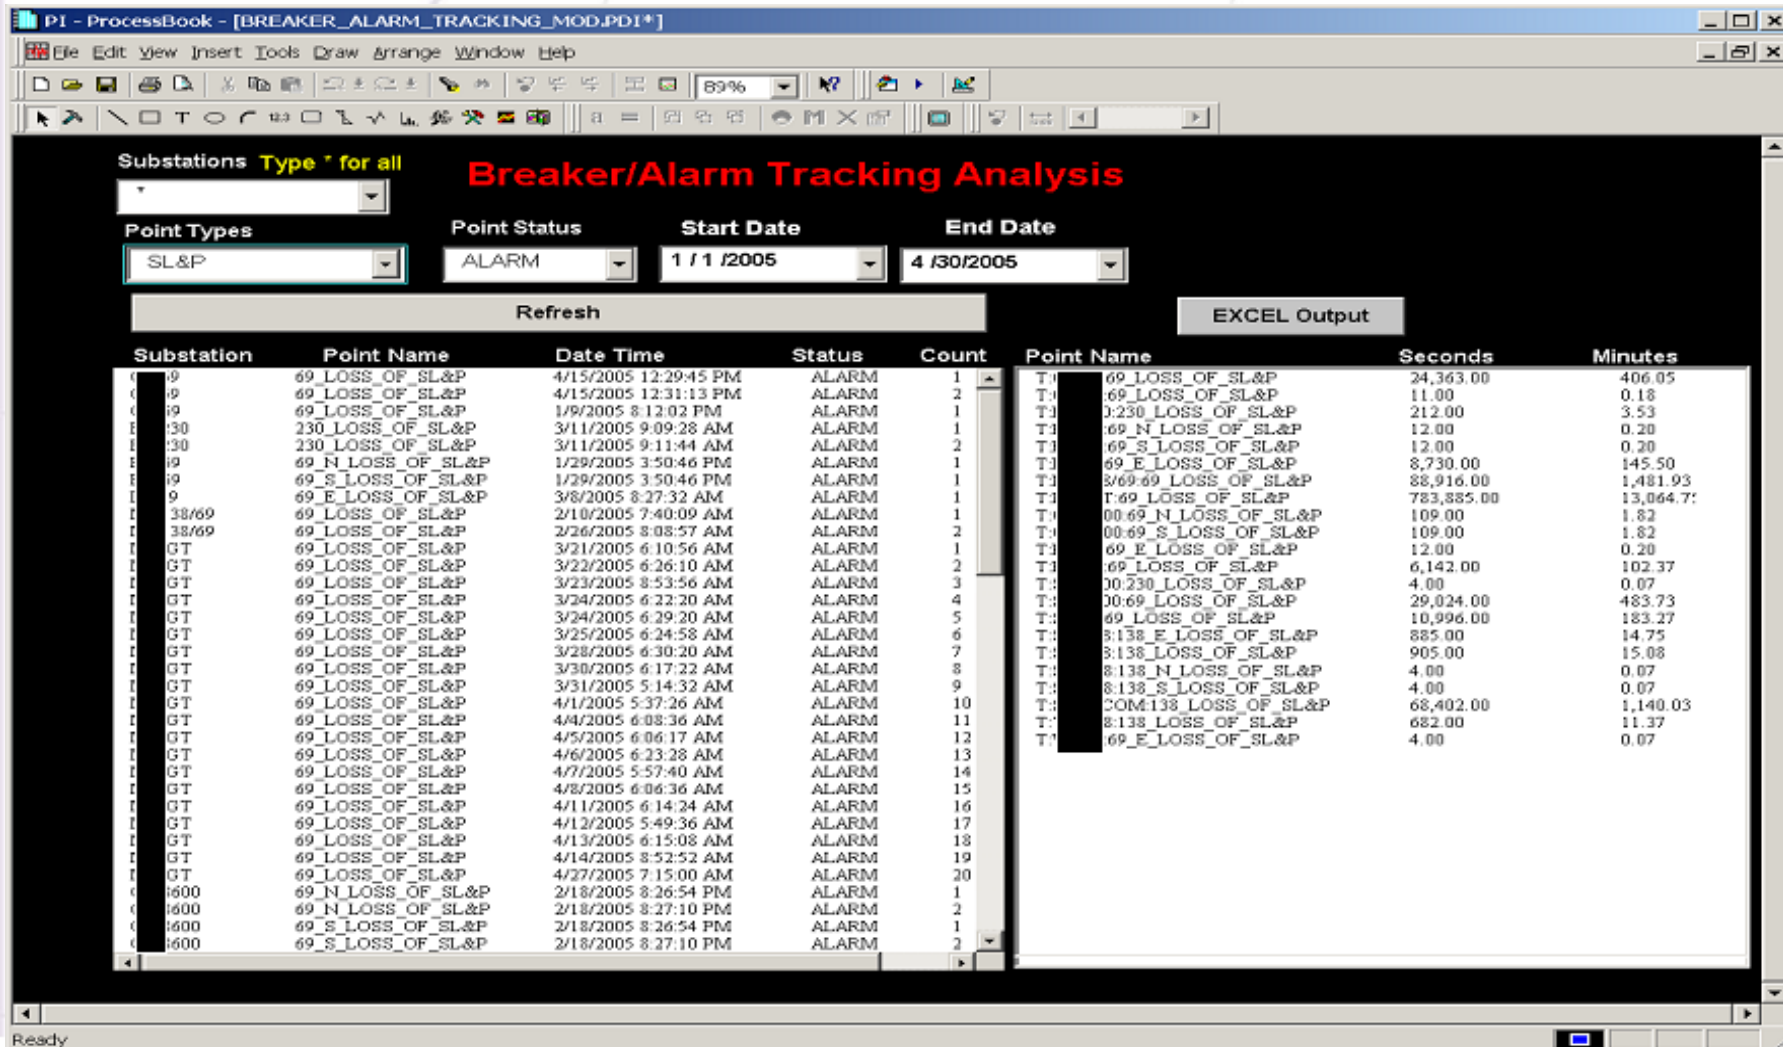 PI - ProcessBook - [BREAKER_ALARM_TRACKING_MOD.PDI*]
File Edit View Insert Tools Draw Arrange Window Help
89%
Substations Type * for all
Breaker/Alarm Tracking Analysis
*
Point Types Point Status Start Date End Date
SL&P ALARM 1 / 1 /2005 4 /30/2005
Refresh EXCEL Output
Substation Point Name Date Time Status Count Point Name Seconds Minutes
69_LOSS_OF_SL&P 4/15/2005 12:29:45 PM ALARM 1 69_LOSS_OF_SL&P 24,363.00 406.05
69_LOSS_OF_SL&P 4/15/2005 12:31:13 PM ALARM 2 :69_LOSS_OF_SL&P 11.00 0.18
69_LOSS_OF_SL&P 1/9/2005 8:12:02 PM ALARM 1 :230_LOSS_OF_SL&P 212.00 3.53
30 230_LOSS_OF_SL&P 3/11/2005 9:09:28 AM ALARM 1 :69_N_LOSS_OF_SL&P 12.00 0.20
30 230_LOSS_OF_SL&P 3/11/2005 9:11:44 AM ALARM 2 :69_S_LOSS_OF_SL&P 12.00 0.20
69_N_LOSS_OF_SL&P 1/29/2005 3:50:46 PM ALARM 1 69_E_LOSS_OF_SL&P 8,730.00 145.50
69_S_LOSS_OF_SL&P 1/29/2005 3:50:46 PM ALARM 1 8/69:69_LOSS_OF_SL&P 88,916.00 1,481.93
9 69_E_LOSS_OF_SL&P 3/8/2005 8:27:32 AM ALARM 1 T:69_LOSS_OF_SL&P 783,885.00 13,064.7
38/69 69_LOSS_OF_SL&P 2/10/2005 7:40:09 AM ALARM 1 00:69_N_LOSS_OF_SL&P 109.00 1.82
38/69 69_LOSS_OF_SL&P 2/26/2005 8:08:57 AM ALARM 2 00:69_S_LOSS_OF_SL&P 109.00 1.82
GT 69_LOSS_OF_SL&P 3/21/2005 6:10:56 AM ALARM 1 69_E_LOSS_OF_SL&P 12.00 0.20
GT 69_LOSS_OF_SL&P 3/22/2005 6:26:10 AM ALARM 2 :69_LOSS_OF_SL&P 6,142.00 102.37
GT 69_LOSS_OF_SL&P 3/23/2005 8:53:56 AM ALARM 3 00:230_LOSS_OF_SL&P 4.00 0.07
GT 69_LOSS_OF_SL&P 3/24/2005 6:22:20 AM ALARM 4 00:69_LOSS_OF_SL&P 29,024.00 483.73
GT 69_LOSS_OF_SL&P 3/24/2005 6:29:20 AM ALARM 5 69_LOSS_OF_SL&P 10,996.00 183.27
GT 69_LOSS_OF_SL&P 3/25/2005 6:24:58 AM ALARM 6 8:138_E_LOSS_OF_SL&P 885.00 14.75
GT 69_LOSS_OF_SL&P 3/28/2005 6:30:20 AM ALARM 7 8:138_LOSS_OF_SL&P 905.00 15.08
GT 69_LOSS_OF_SL&P 3/30/2005 6:17:22 AM ALARM 8 8:138_N_LOSS_OF_SL&P 4.00 0.07
GT 69_LOSS_OF_SL&P 3/31/2005 5:14:32 AM ALARM 9 8:138_S_LOSS_OF_SL&P 4.00 0.07
GT 69_LOSS_OF_SL&P 4/1/2005 5:37:26 AM ALARM 10 COM:138_LOSS_OF_SL&P 68,402.00 1,140.03
GT 69_LOSS_OF_SL&P 4/4/2005 6:08:36 AM ALARM 11 8:138_LOSS_OF_SL&P 682.00 11.37
GT 69_LOSS_OF_SL&P 4/5/2005 6:06:17 AM ALARM 12 :69_E_LOSS_OF_SL&P 4.00 0.07
GT 69_LOSS_OF_SL&P 4/6/2005 6:23:28 AM ALARM 13
GT 69_LOSS_OF_SL&P 4/7/2005 5:57:40 AM ALARM 14
GT 69_LOSS_OF_SL&P 4/8/2005 6:06:36 AM ALARM 15
GT 69_LOSS_OF_SL&P 4/11/2005 6:14:24 AM ALARM 16
GT 69_LOSS_OF_SL&P 4/12/2005 5:49:36 AM ALARM 17
GT 69_LOSS_OF_SL&P 4/13/2005 6:15:08 AM ALARM 18
GT 69_LOSS_OF_SL&P 4/14/2005 8:52:52 AM ALARM 19
GT 69_LOSS_OF_SL&P 4/27/2005 7:15:00 AM ALARM 20
600 69_N_LOSS_OF_SL&P 2/18/2005 8:26:54 PM ALARM 1
600 69_N_LOSS_OF_SL&P 2/18/2005 8:27:10 PM ALARM 2
600 69_S_LOSS_OF_SL&P 2/18/2005 8:26:54 PM ALARM 1
600 69_S_LOSS_OF_SL&P 2/18/2005 8:27:10 PM ALARM 2
Ready